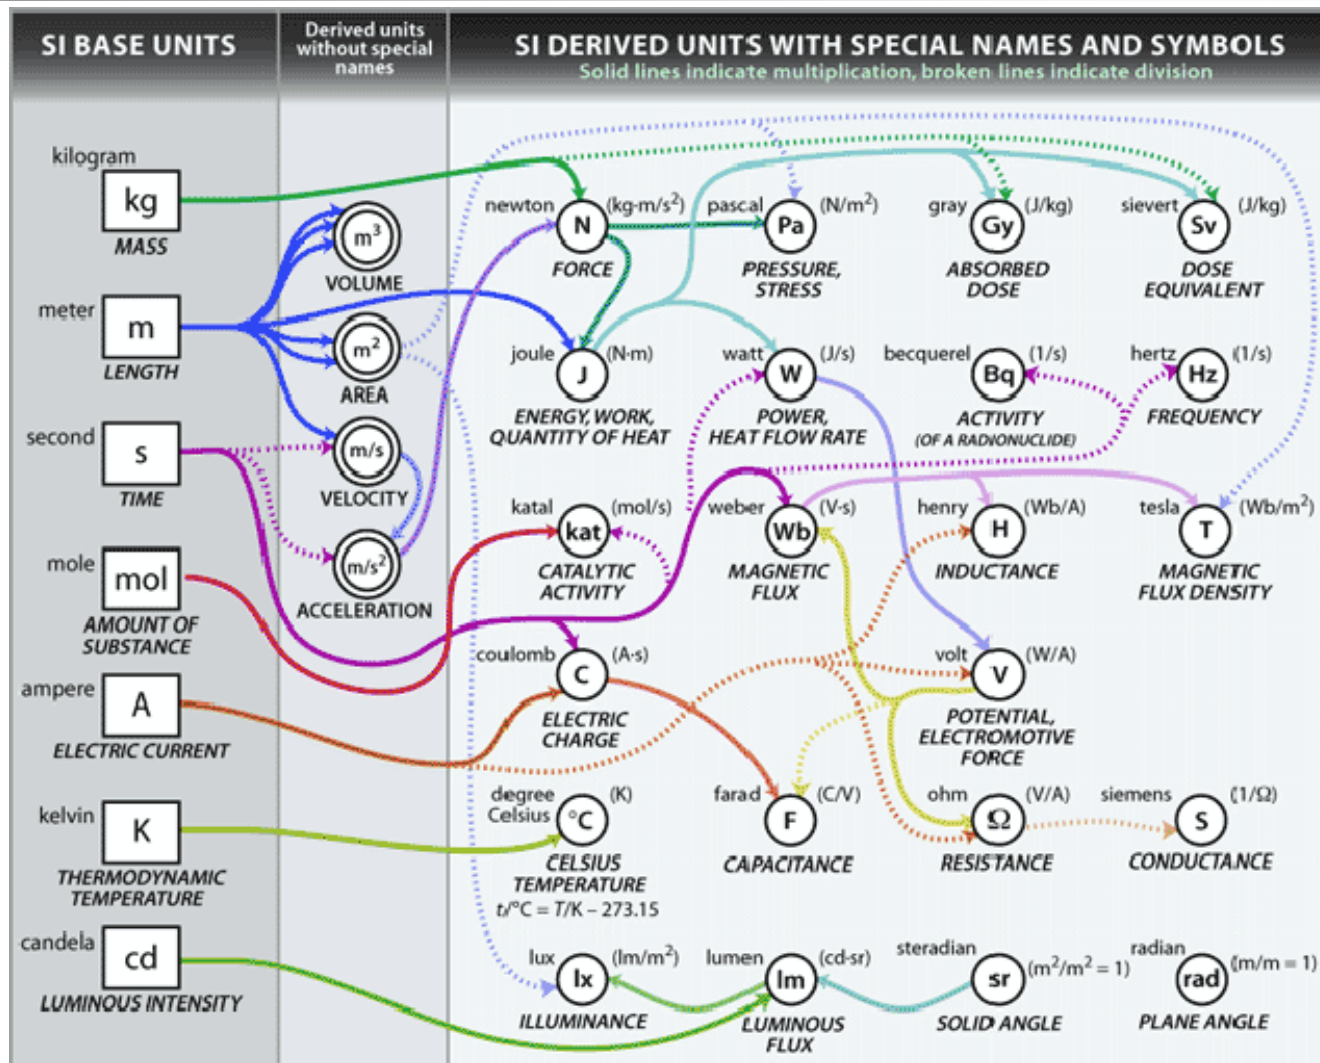 SI BASE UNITS
Derived units
without special
names
SI DERIVED UNITS WITH SPECIAL NAMES AND SYMBOLS
Solid lines indicate multiplication, broken lines indicate division
kilogram
kg
MASS
meter
m
LENGTH
second
s
TIME
mole
mol
AMOUNT OF
SUBSTANCE
ampere
A
ELECTRIC CURRENT
kelvin
K
THERMODYNAMIC
TEMPERATURE
candela
cd
LUMINOUS INTENSITY
m³
VOLUME
m²
AREA
m/s
VELOCITY
m/s²
ACCELERATION
newton
N
(kg·m/s²)
FORCE
pascal
Pa
(N/m²)
PRESSURE,
STRESS
gray
Gy
(J/kg)
ABSORBED
DOSE
sievert
Sv
(J/kg)
DOSE
EQUIVALENT
joule
J
(N·m)
ENERGY, WORK,
QUANTITY OF HEAT
watt
W
(J/s)
POWER,
HEAT FLOW RATE
becquerel
Bq
(1/s)
ACTIVITY
(OF A RADIONUCLIDE)
hertz
Hz
(1/s)
FREQUENCY
katal
kat
(mol/s)
CATALYTIC
ACTIVITY
weber
Wb
(V·s)
MAGNETIC
FLUX
henry
H
(Wb/A)
INDUCTANCE
tesla
T
(Wb/m²)
MAGNETIC
FLUX DENSITY
coulomb
C
(A·s)
ELECTRIC
CHARGE
volt
V
(W/A)
POTENTIAL,
ELECTROMOTIVE
FORCE
degree
Celsius
°C
(K)
CELSIUS
TEMPERATURE
t/°C = T/K – 273.15
farad
F
(C/V)
CAPACITANCE
ohm
Ω
(V/A)
RESISTANCE
siemens
S
(1/Ω)
CONDUCTANCE
lux
lx
(lm/m²)
ILLUMINANCE
lumen
lm
(cd·sr)
LUMINOUS
FLUX
steradian
sr
(m²/m² = 1)
SOLID ANGLE
radian
rad
(m/m = 1)
PLANE ANGLE